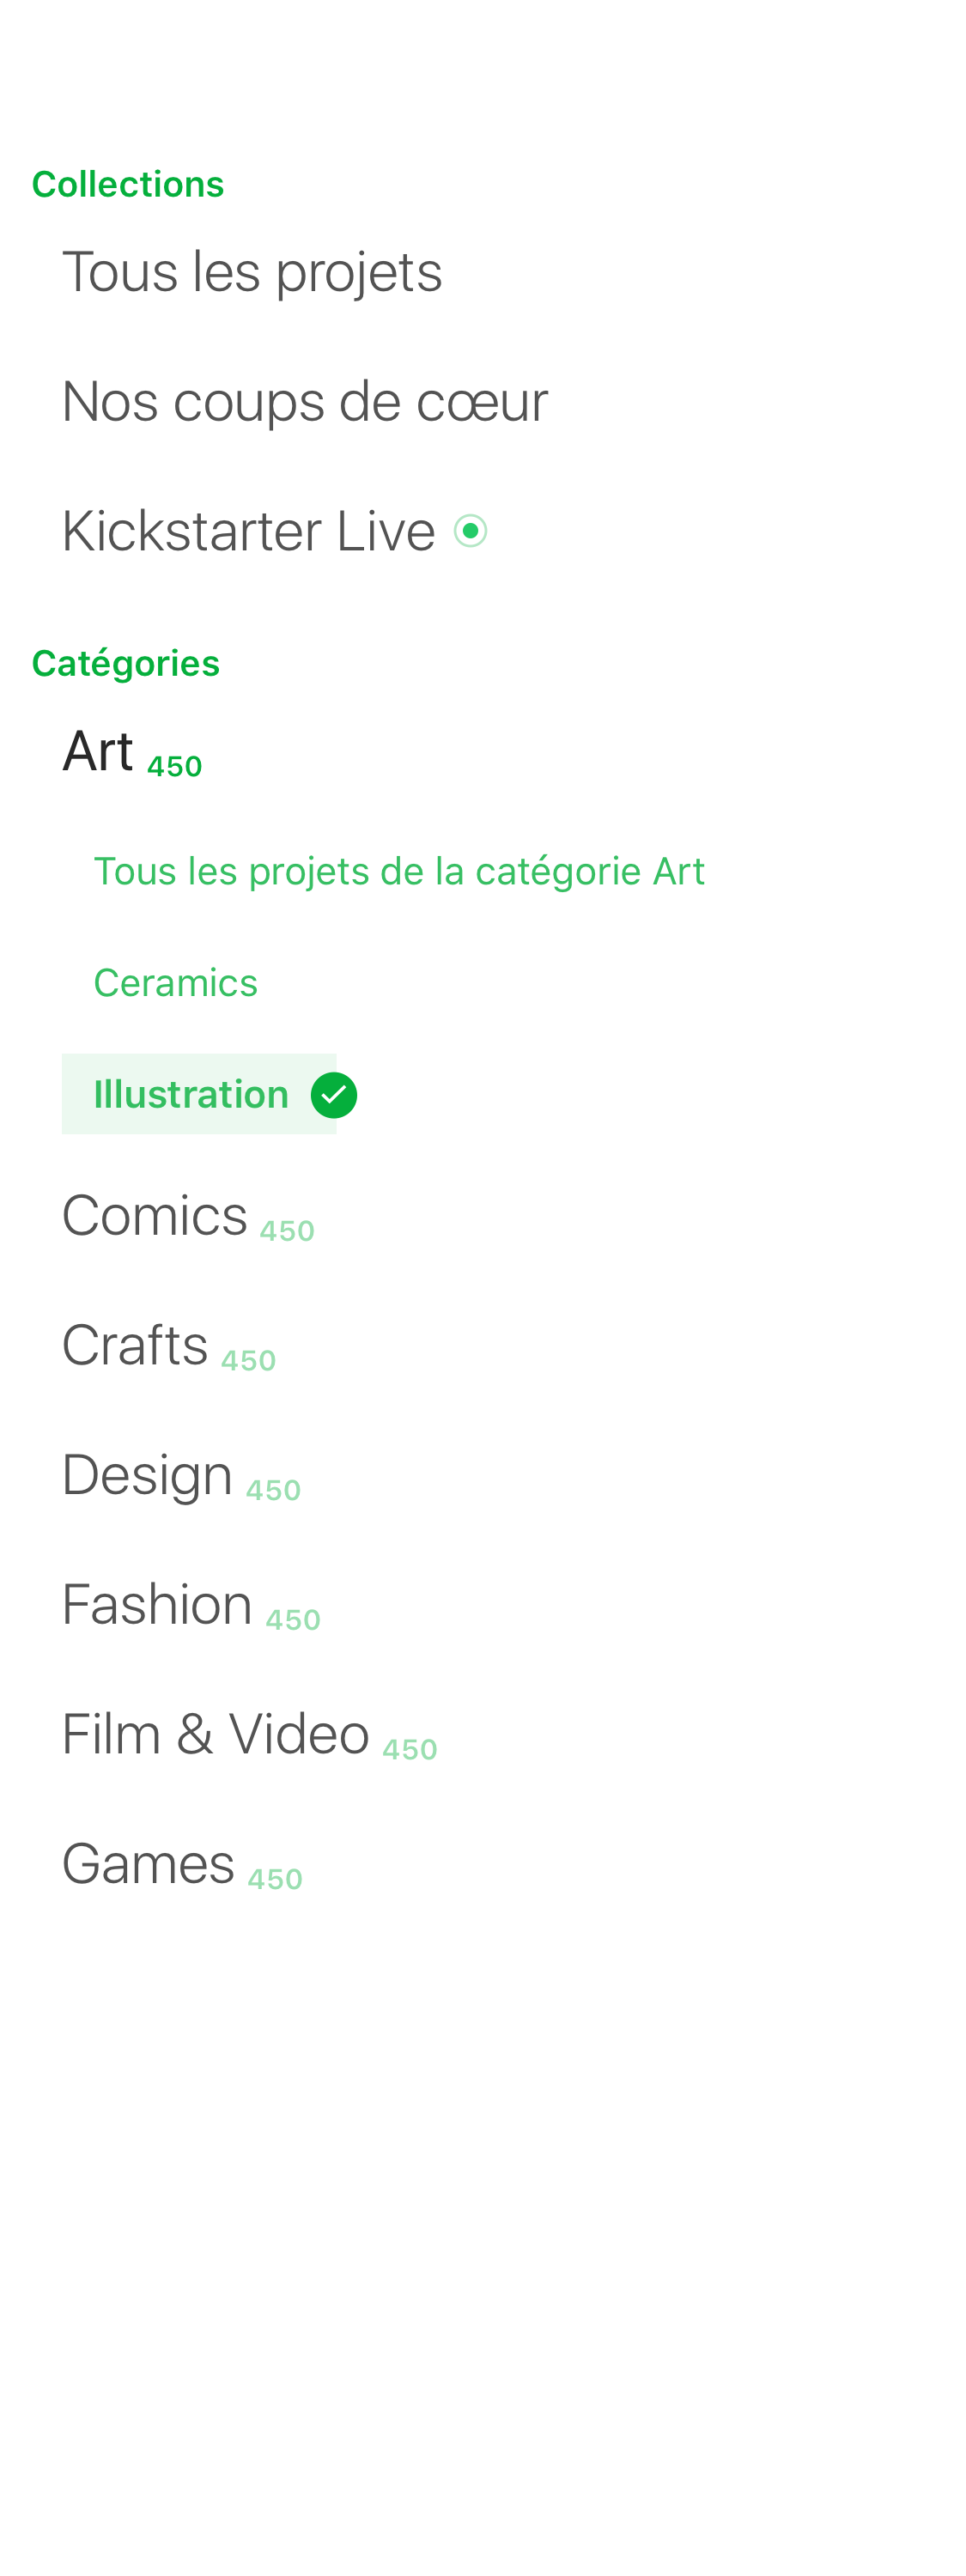 Collections
Tous les projets
Nos coups de cœur
Kickstarter Live
Catégories
Art 450
Tous les projets de la catégorie Art
Ceramics
Illustration
Comics 450
Crafts 450
Design 450
Fashion 450
Film & Video 450
Games 450